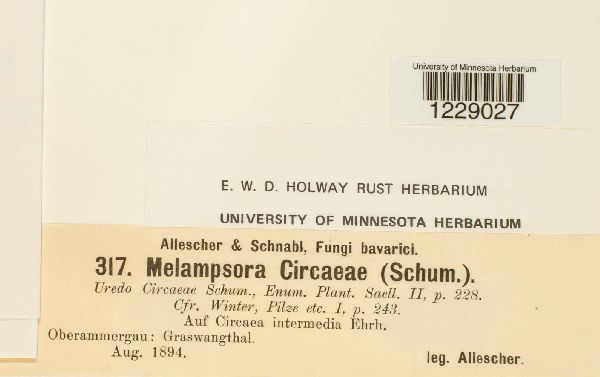 University of Minnesota Herbarium
1229027
E. W. D. HOLWAY RUST HERBARIUM
UNIVERSITY OF MINNESOTA HERBARIUM
Allescher & Schnabl, Fungi bavarici.
317. Melampsora Circaeae (Schum.).
Uredo Circaeae Schum., Enum. Plant. Saell. II, p. 228.
Cfr. Winter, Pilze etc. I, p. 243.
Auf Circaea intermedia Ehrh.
Oberammergau: Graswangthal.
Aug. 1894. leg. Allescher.